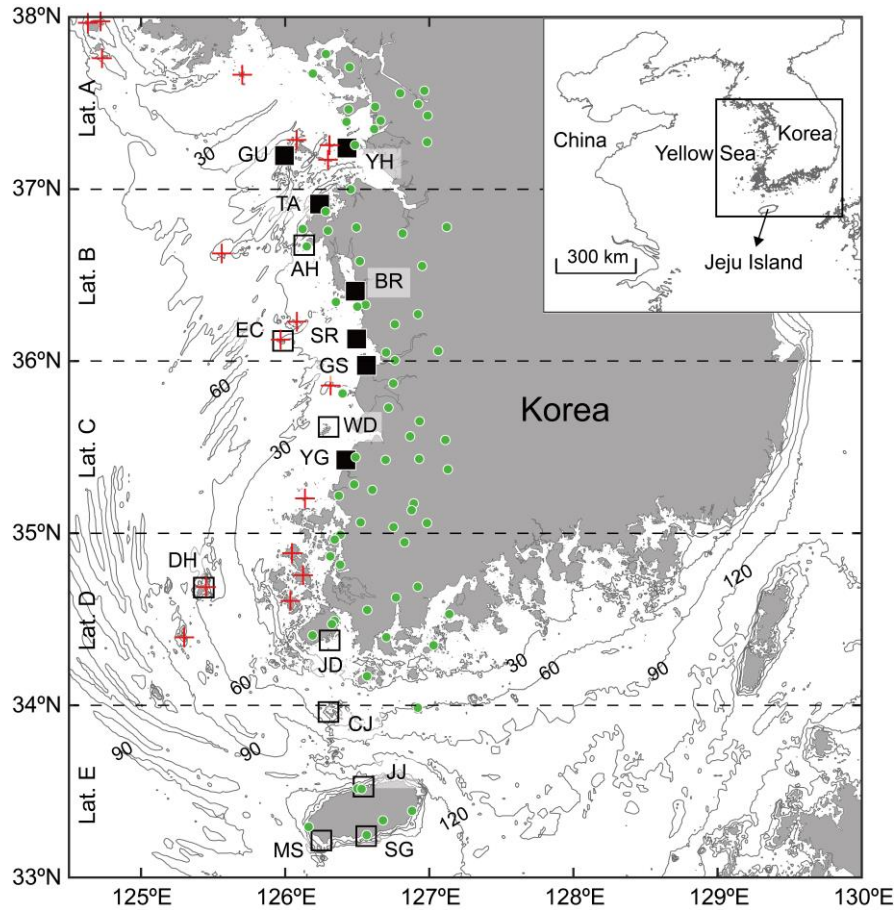 38°N
37°N
36°N
35°N
34°N
33°N
Lat. A
Lat. B
Lat. C
Lat. D
Lat. E
30
GU
YH
TA
AH
BR
EC
SR
60
GS
WD
30
YG
Korea
DH
120
JD
30
60
90
60
CJ
90
90
JJ
120
MS
SG
125°E
126°E
127°E
128°E
129°E
130°E
China
Korea
Yellow Sea
300 km
Jeju Island